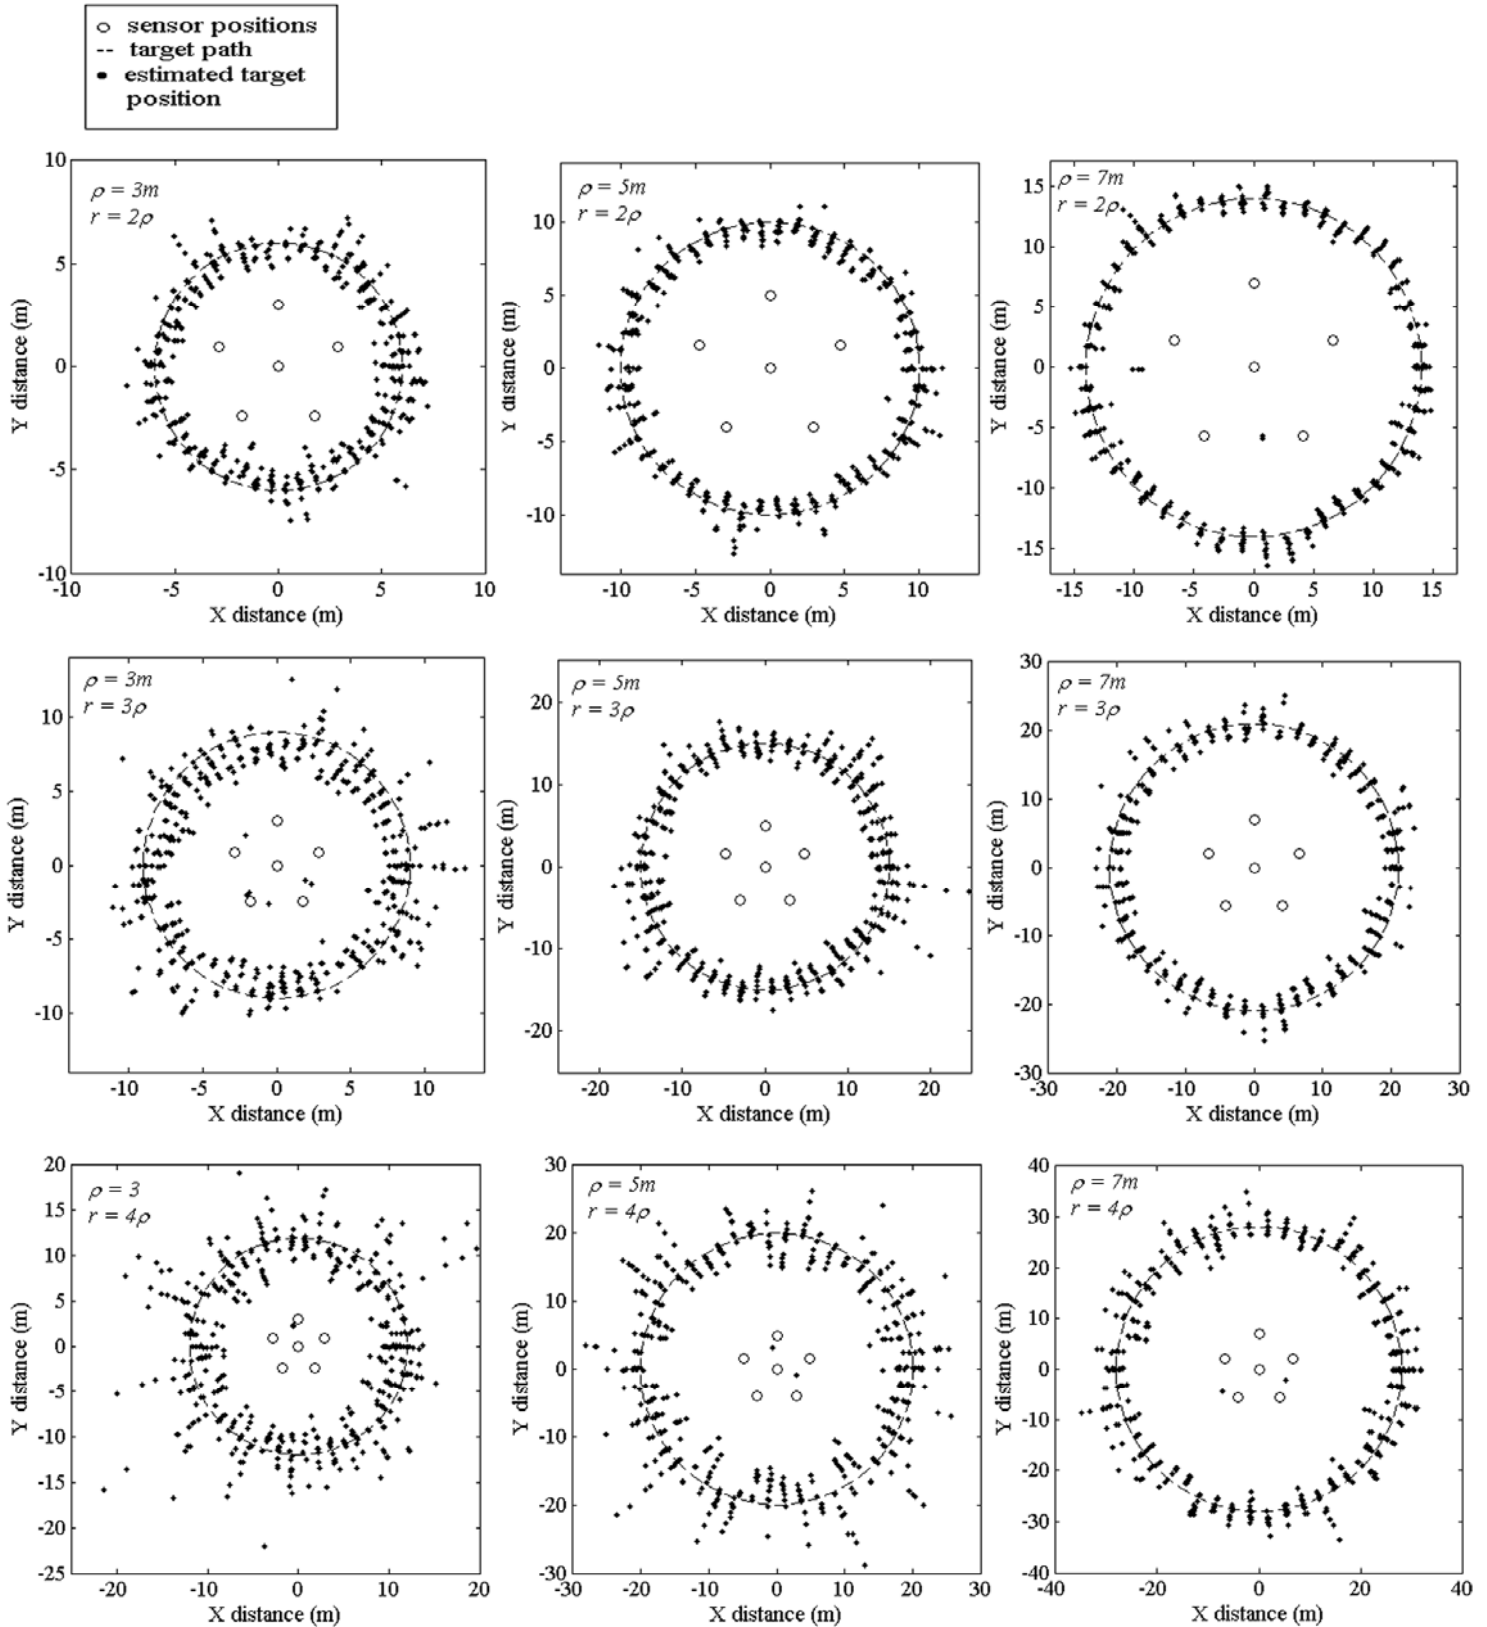 sensor positions
-- target path
estimated target
position
ρ = 3m
r = 2ρ
10
5
0
-5
-10
-10 -5 0 5 10
Y distance (m)
X distance (m)
ρ = 5m
r = 2ρ
10
5
0
-5
-10
-10 -5 0 5 10
Y distance (m)
X distance (m)
ρ = 7m
r = 2ρ
15
10
5
0
-5
-10
-15
-15 -10 -5 0 5 10 15
Y distance (m)
X distance (m)
ρ = 3m
r = 3ρ
10
5
0
-5
-10
-10 -5 0 5 10
Y distance (m)
X distance (m)
ρ = 5m
r = 3ρ
20
10
0
-10
-20
-20 -10 0 10 20
Y distance (m)
X distance (m)
ρ = 7m
r = 3ρ
30
20
10
0
-10
-20
-30
-30 -20 -10 0 10 20 30
Y distance (m)
X distance (m)
ρ = 3
r = 4ρ
20
15
10
5
0
-5
-10
-15
-20
-25
-20 -10 0 10 20
Y distance (m)
X distance (m)
ρ = 5m
r = 4ρ
30
20
10
0
-10
-20
-30
-30 -20 -10 0 10 20 30
Y distance (m)
X distance (m)
ρ = 7m
r = 4ρ
40
30
20
10
0
-10
-20
-30
-40
-40 -20 0 20 40
Y distance (m)
X distance (m)